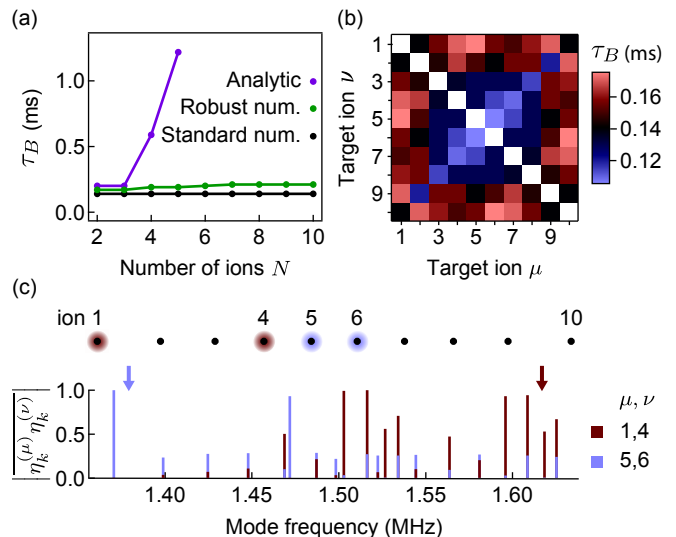 (a)
1.0
0.5
0.0
τ_B (ms)
Analytic
Robust num.
Standard num.
2 4 6 8 10
Number of ions N
(b)
Target ion ν
1
3
5
7
9
1 3 5 7 9
Target ion μ
τ_B (ms)
0.16
0.14
0.12
(c)
ion 1 4 5 6 10
|η_k^(μ) η_k^(ν)|
1.0
0.5
0.0
1.40 1.45 1.50 1.55 1.60
Mode frequency (MHz)
μ, ν
1,4
5,6